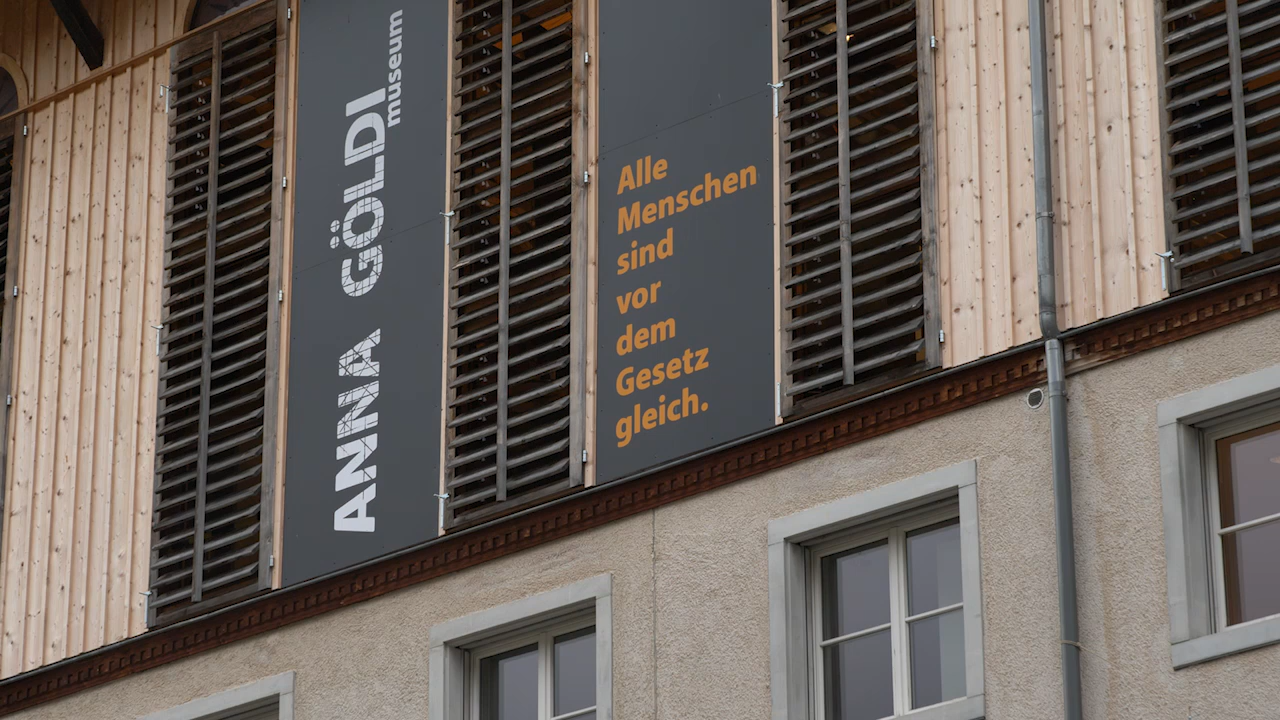 ANNA GÖLDI
museum
Alle
Menschen
sind
vor
dem
Gesetz
gleich.